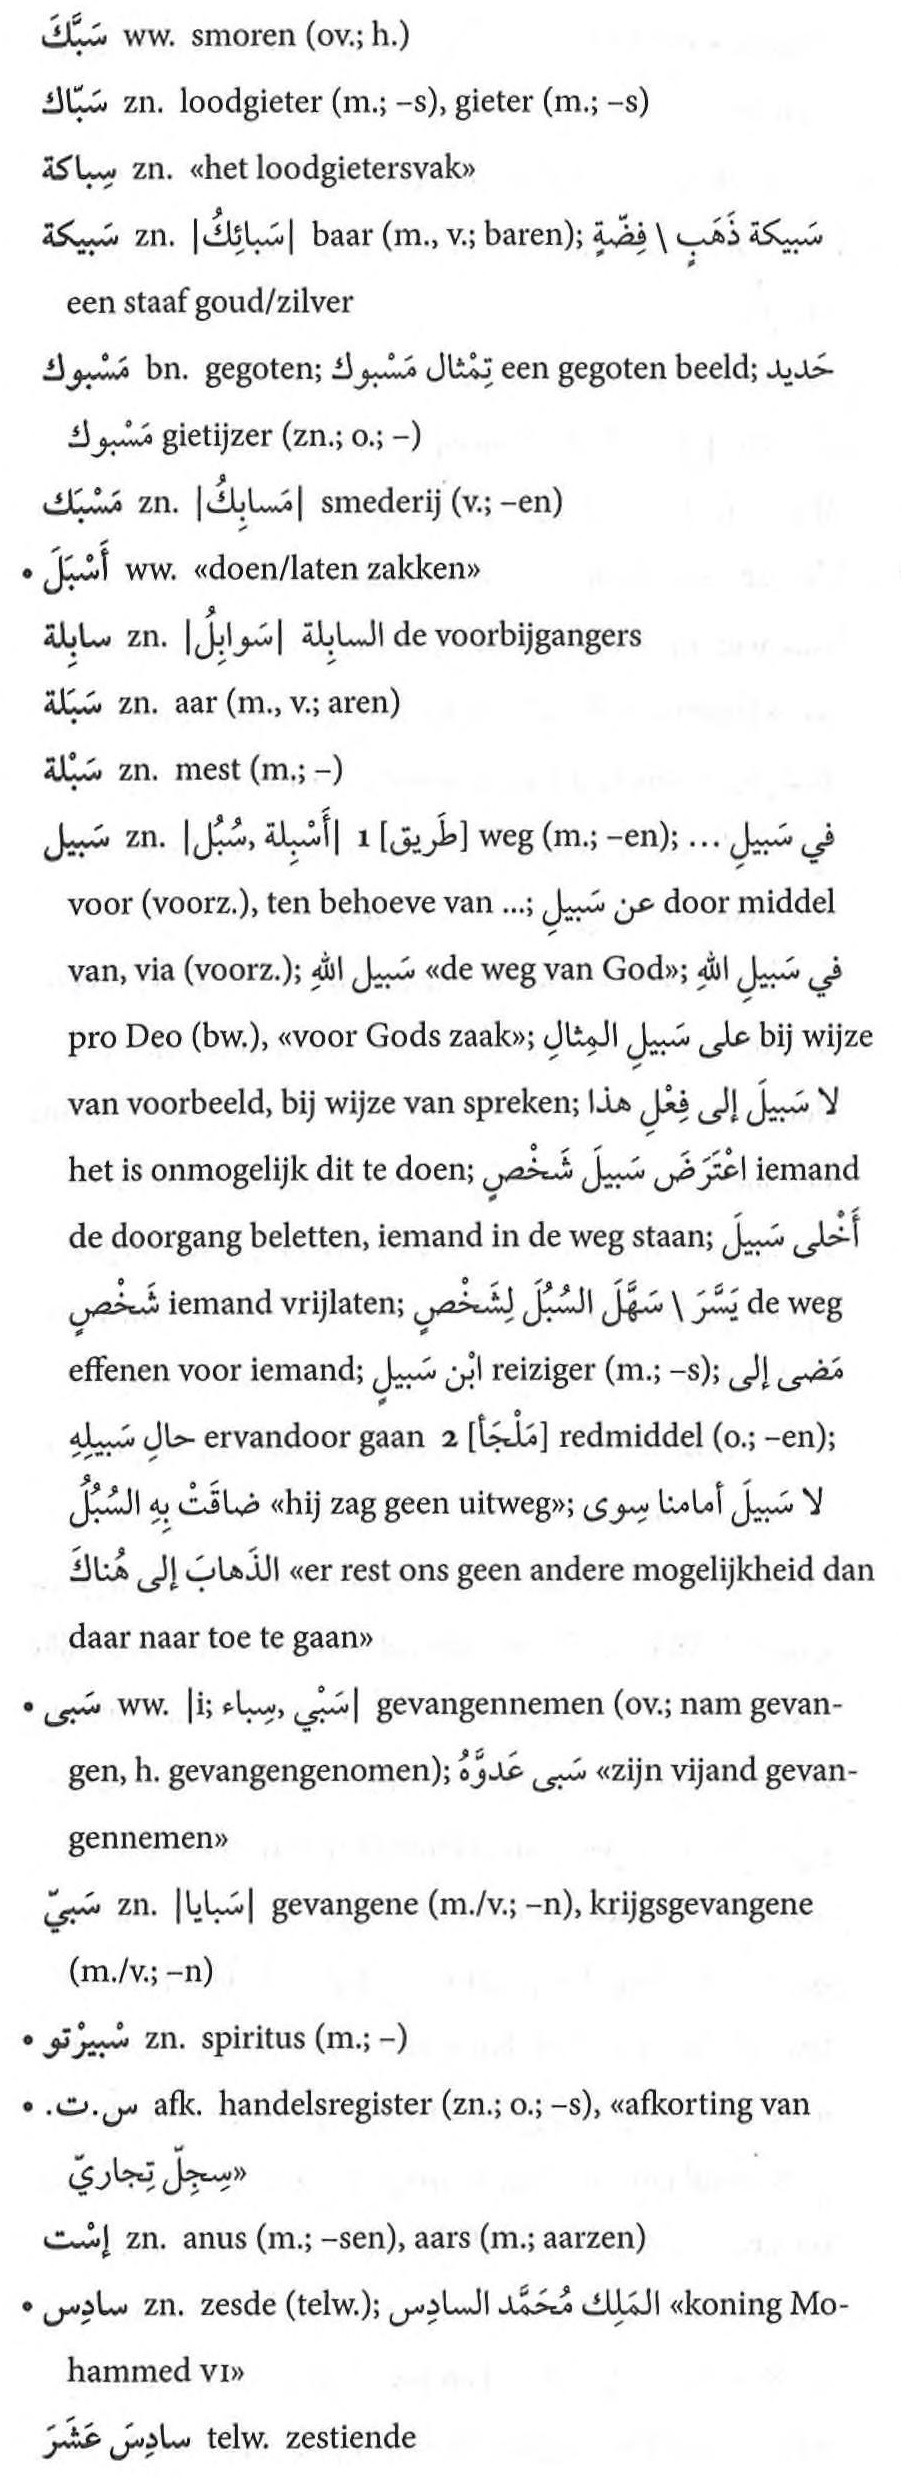 سَبَّكَ ww. smoren (ov.; h.)
سَبّاك zn. loodgieter (m.; –s), gieter (m.; –s)
سِباكة zn. «het loodgietersvak»
سَبيكة zn. |سَبائِكُ| baar (m., v.; baren); سَبيكة ذَهَبٍ \ فِضّةٍ
een staaf goud/zilver
مَسْبوك bn. gegoten; تِمْثال مَسْبوك een gegoten beeld; حَديد
مَسْبوك gietijzer (zn.; o.; –)
مَسْبَك zn. |مَسابِكُ| smederij (v.; –en)
• أَسْبَلَ ww. «doen/laten zakken»
سابِلة zn. |سَوابِلُ| السابِلة de voorbijgangers
سَبَلة zn. aar (m., v.; aren)
سَبْلة zn. mest (m.; –)
سَبيل zn. |أَسْبِلة, سُبُل| 1 [طَريق] weg (m.; –en); في سَبيلِ ...
voor (voorz.), ten behoeve van ...; عن سَبيلِ door middel
van, via (voorz.); سَبيل اللهِ «de weg van God»; في سَبيلِ اللهِ
pro Deo (bw.), «voor Gods zaak»; على سَبيلِ المِثالِ bij wijze
van voorbeeld, bij wijze van spreken; لا سَبيلَ إلى فِعْلِ هذا
het is onmogelijk dit te doen; اعْتَرَضَ سَبيلَ شَخْصٍ iemand
de doorgang beletten, iemand in de weg staan; أَخْلى سَبيلَ
شَخْصٍ iemand vrijlaten; يَسَّرَ \ سَهَّلَ السُبُلَ لِشَخْصٍ de weg
effenen voor iemand; ابْن سَبيلٍ reiziger (m.; –s); مَضى إلى
حالِ سَبيلِهِ ervandoor gaan 2 [مَلْجَأ] redmiddel (o.; –en);
ضاقَتْ بِهِ السُبُلُ «hij zag geen uitweg»; لا سَبيلَ أمامنا سِوى
الذَهابَ إلى هُناكَ «er rest ons geen andere mogelijkheid dan
daar naar toe te gaan»
• سَبى ww. |i; سَبْي, سِباء| gevangennemen (ov.; nam gevan-
gen, h. gevangengenomen); سَبى عَدوَّهُ «zijn vijand gevan-
gennemen»
سَبيّ zn. |سَبايا| gevangene (m./v.; –n), krijgsgevangene
(m./v.; –n)
• سْبيرْتو zn. spiritus (m.; –)
• س.ت. afk. handelsregister (zn.; o.; –s), «afkorting van
سِجِلّ تِجاريّ»
إسْت zn. anus (m.; –sen), aars (m.; aarzen)
• سادِس zn. zesde (telw.); المَلِك مُحَمَّد السادِس «koning Mo-
hammed VI»
سادِسَ عَشَرَ telw. zestiende